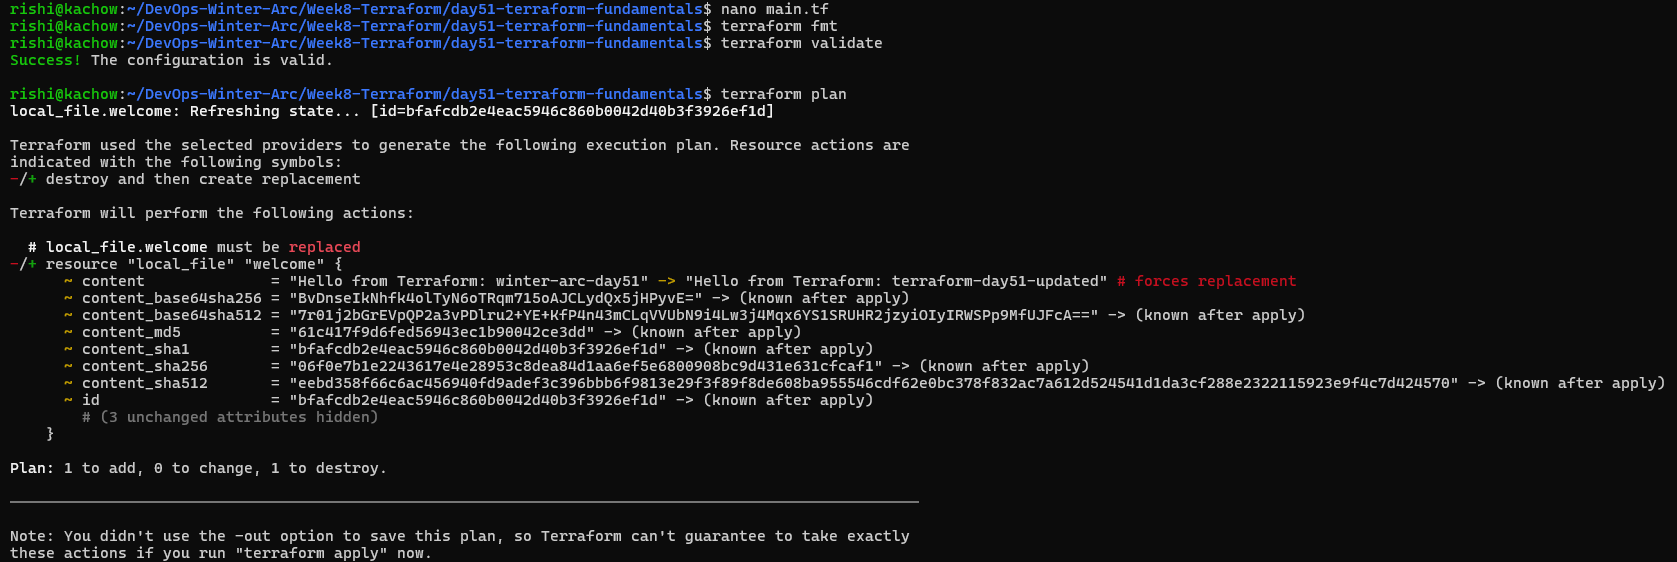 rishi@kachow:~/DevOps-Winter-Arc/Week8-Terraform/day51-terraform-fundamentals$ nano main.tf
rishi@kachow:~/DevOps-Winter-Arc/Week8-Terraform/day51-terraform-fundamentals$ terraform fmt
rishi@kachow:~/DevOps-Winter-Arc/Week8-Terraform/day51-terraform-fundamentals$ terraform validate
Success! The configuration is valid.
rishi@kachow:~/DevOps-Winter-Arc/Week8-Terraform/day51-terraform-fundamentals$ terraform plan
local_file.welcome: Refreshing state... [id=bfafcdb2e4eac5946c860b0042d40b3f3926ef1d]
Terraform used the selected providers to generate the following execution plan. Resource actions are
indicated with the following symbols:
-/+ destroy and then create replacement
Terraform will perform the following actions:
# local_file.welcome must be replaced
-/+ resource "local_file" "welcome" {
~ content = "Hello from Terraform: winter-arc-day51" -> "Hello from Terraform: terraform-day51-updated" # forces replacement
~ content_base64sha256 = "BvDnseIkNhfk4olTyN6oTRqm715oAJCLydQx5jHPyvE=" -> (known after apply)
~ content_base64sha512 = "7r01j2bGrEVpQP2a3vPDlru2+YE+KfP4n43mCLqVVUbN9i4Lw3j4Mqx6YS1SRUHR2jzyiOIyIRWSPp9MfUJFcA==" -> (known after apply)
~ content_md5 = "61c417f9d6fed56943ec1b90042ce3dd" -> (known after apply)
~ content_sha1 = "bfafcdb2e4eac5946c860b0042d40b3f3926ef1d" -> (known after apply)
~ content_sha256 = "06f0e7b1e2243617e4e28953c8dea84d1aa6ef5e6800908bc9d431e631cfcaf1" -> (known after apply)
~ content_sha512 = "eebd358f66c6ac456940fd9adef3c396bbb6f9813e29f3f89f8de608ba955546cdf62e0bc378f832ac7a612d524541d1da3cf288e2322115923e9f4c7d424570" -> (known after apply)
~ id = "bfafcdb2e4eac5946c860b0042d40b3f3926ef1d" -> (known after apply)
# (3 unchanged attributes hidden)
}
Plan: 1 to add, 0 to change, 1 to destroy.
Note: You didn't use the -out option to save this plan, so Terraform can't guarantee to take exactly
these actions if you run "terraform apply" now.